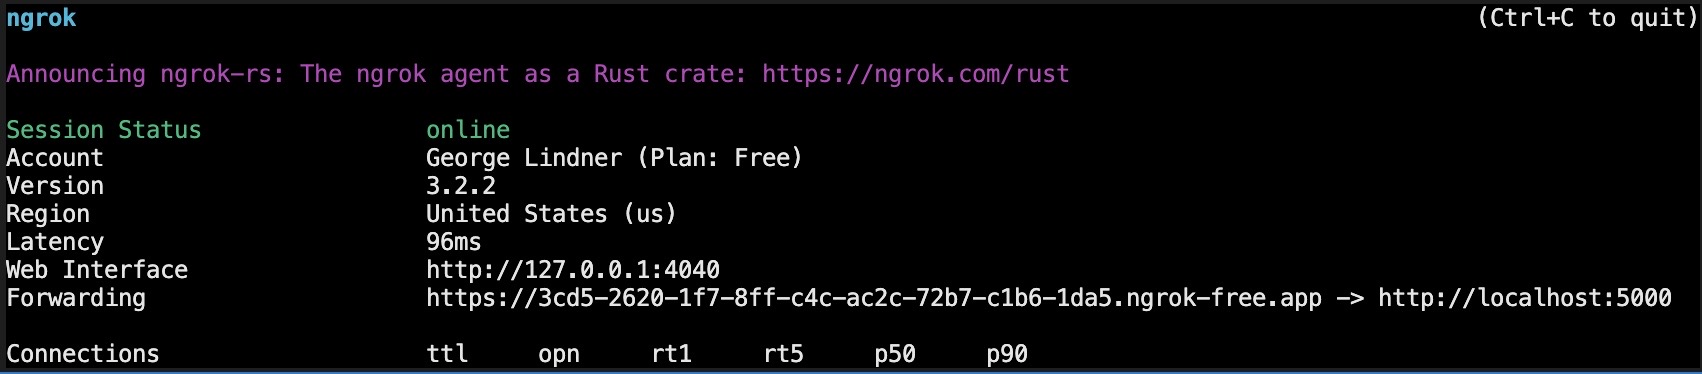 ngrok (Ctrl+C to quit)
Announcing ngrok-rs: The ngrok agent as a Rust crate: https://ngrok.com/rust
Session Status online
Account George Lindner (Plan: Free)
Version 3.2.2
Region United States (us)
Latency 96ms
Web Interface http://127.0.0.1:4040
Forwarding https://3cd5-2620-1f7-8ff-c4c-ac2c-72b7-c1b6-1da5.ngrok-free.app -> http://localhost:5000
Connections ttl opn rt1 rt5 p50 p90